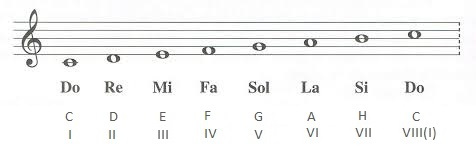 Do Re Mi Fa Sol La Si Do
C D E F G A H C
I II III IV V VI VII VIII(I)